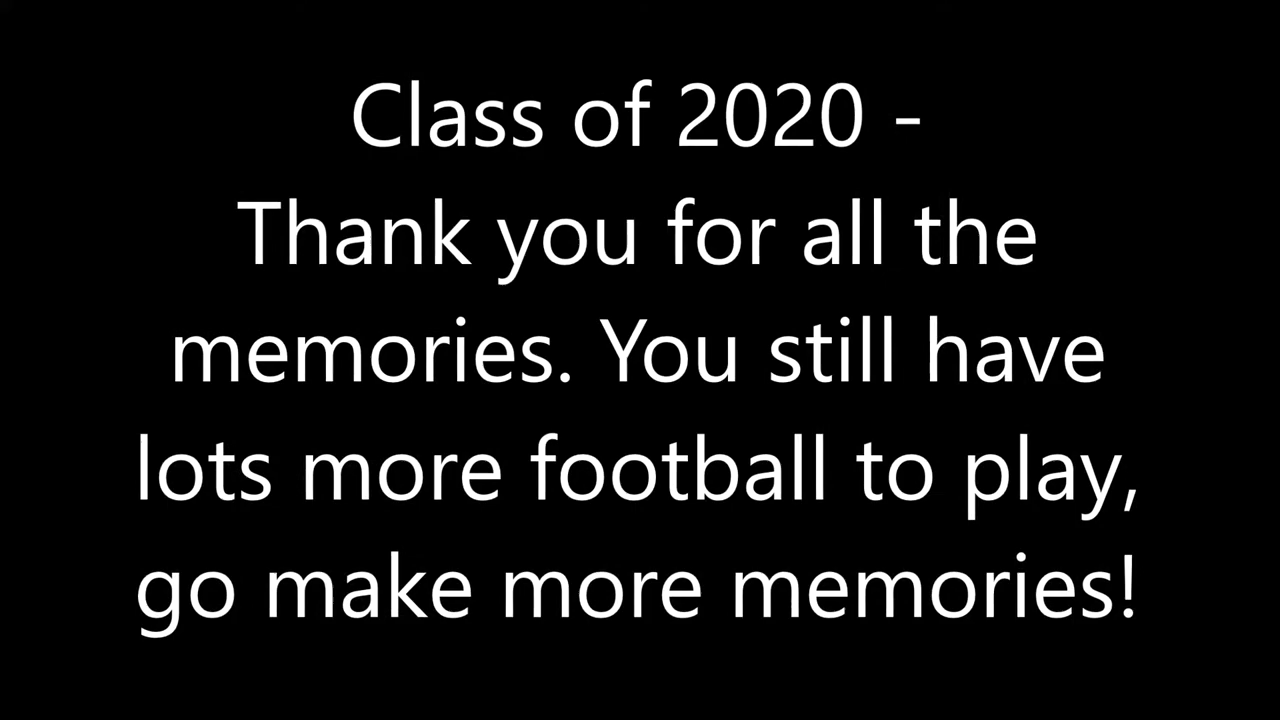 Class of 2020 -
Thank you for all the
memories. You still have
lots more football to play,
go make more memories!